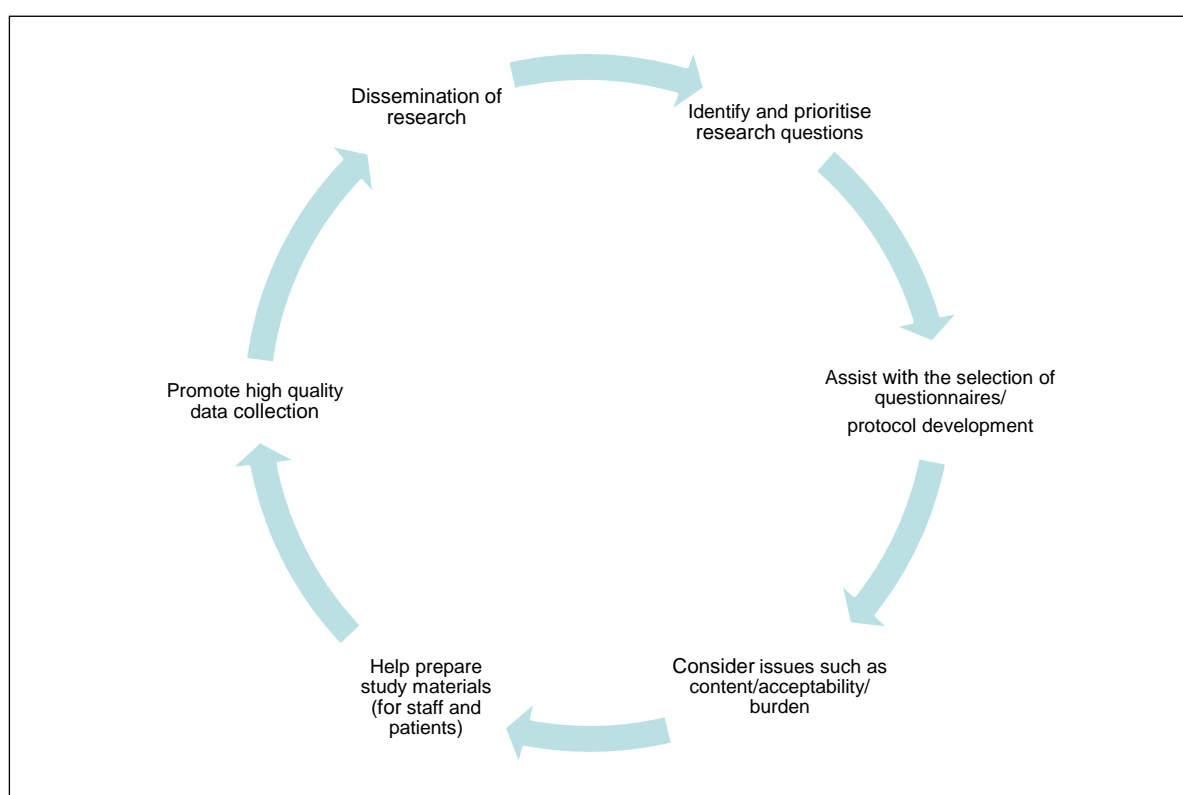 Dissemination of
research
Identify and prioritise
research questions
Assist with the selection of
questionnaires/
protocol development
Consider issues such as
content/acceptability/
burden
Help prepare
study materials
(for staff and
patients)
Promote high quality
data collection